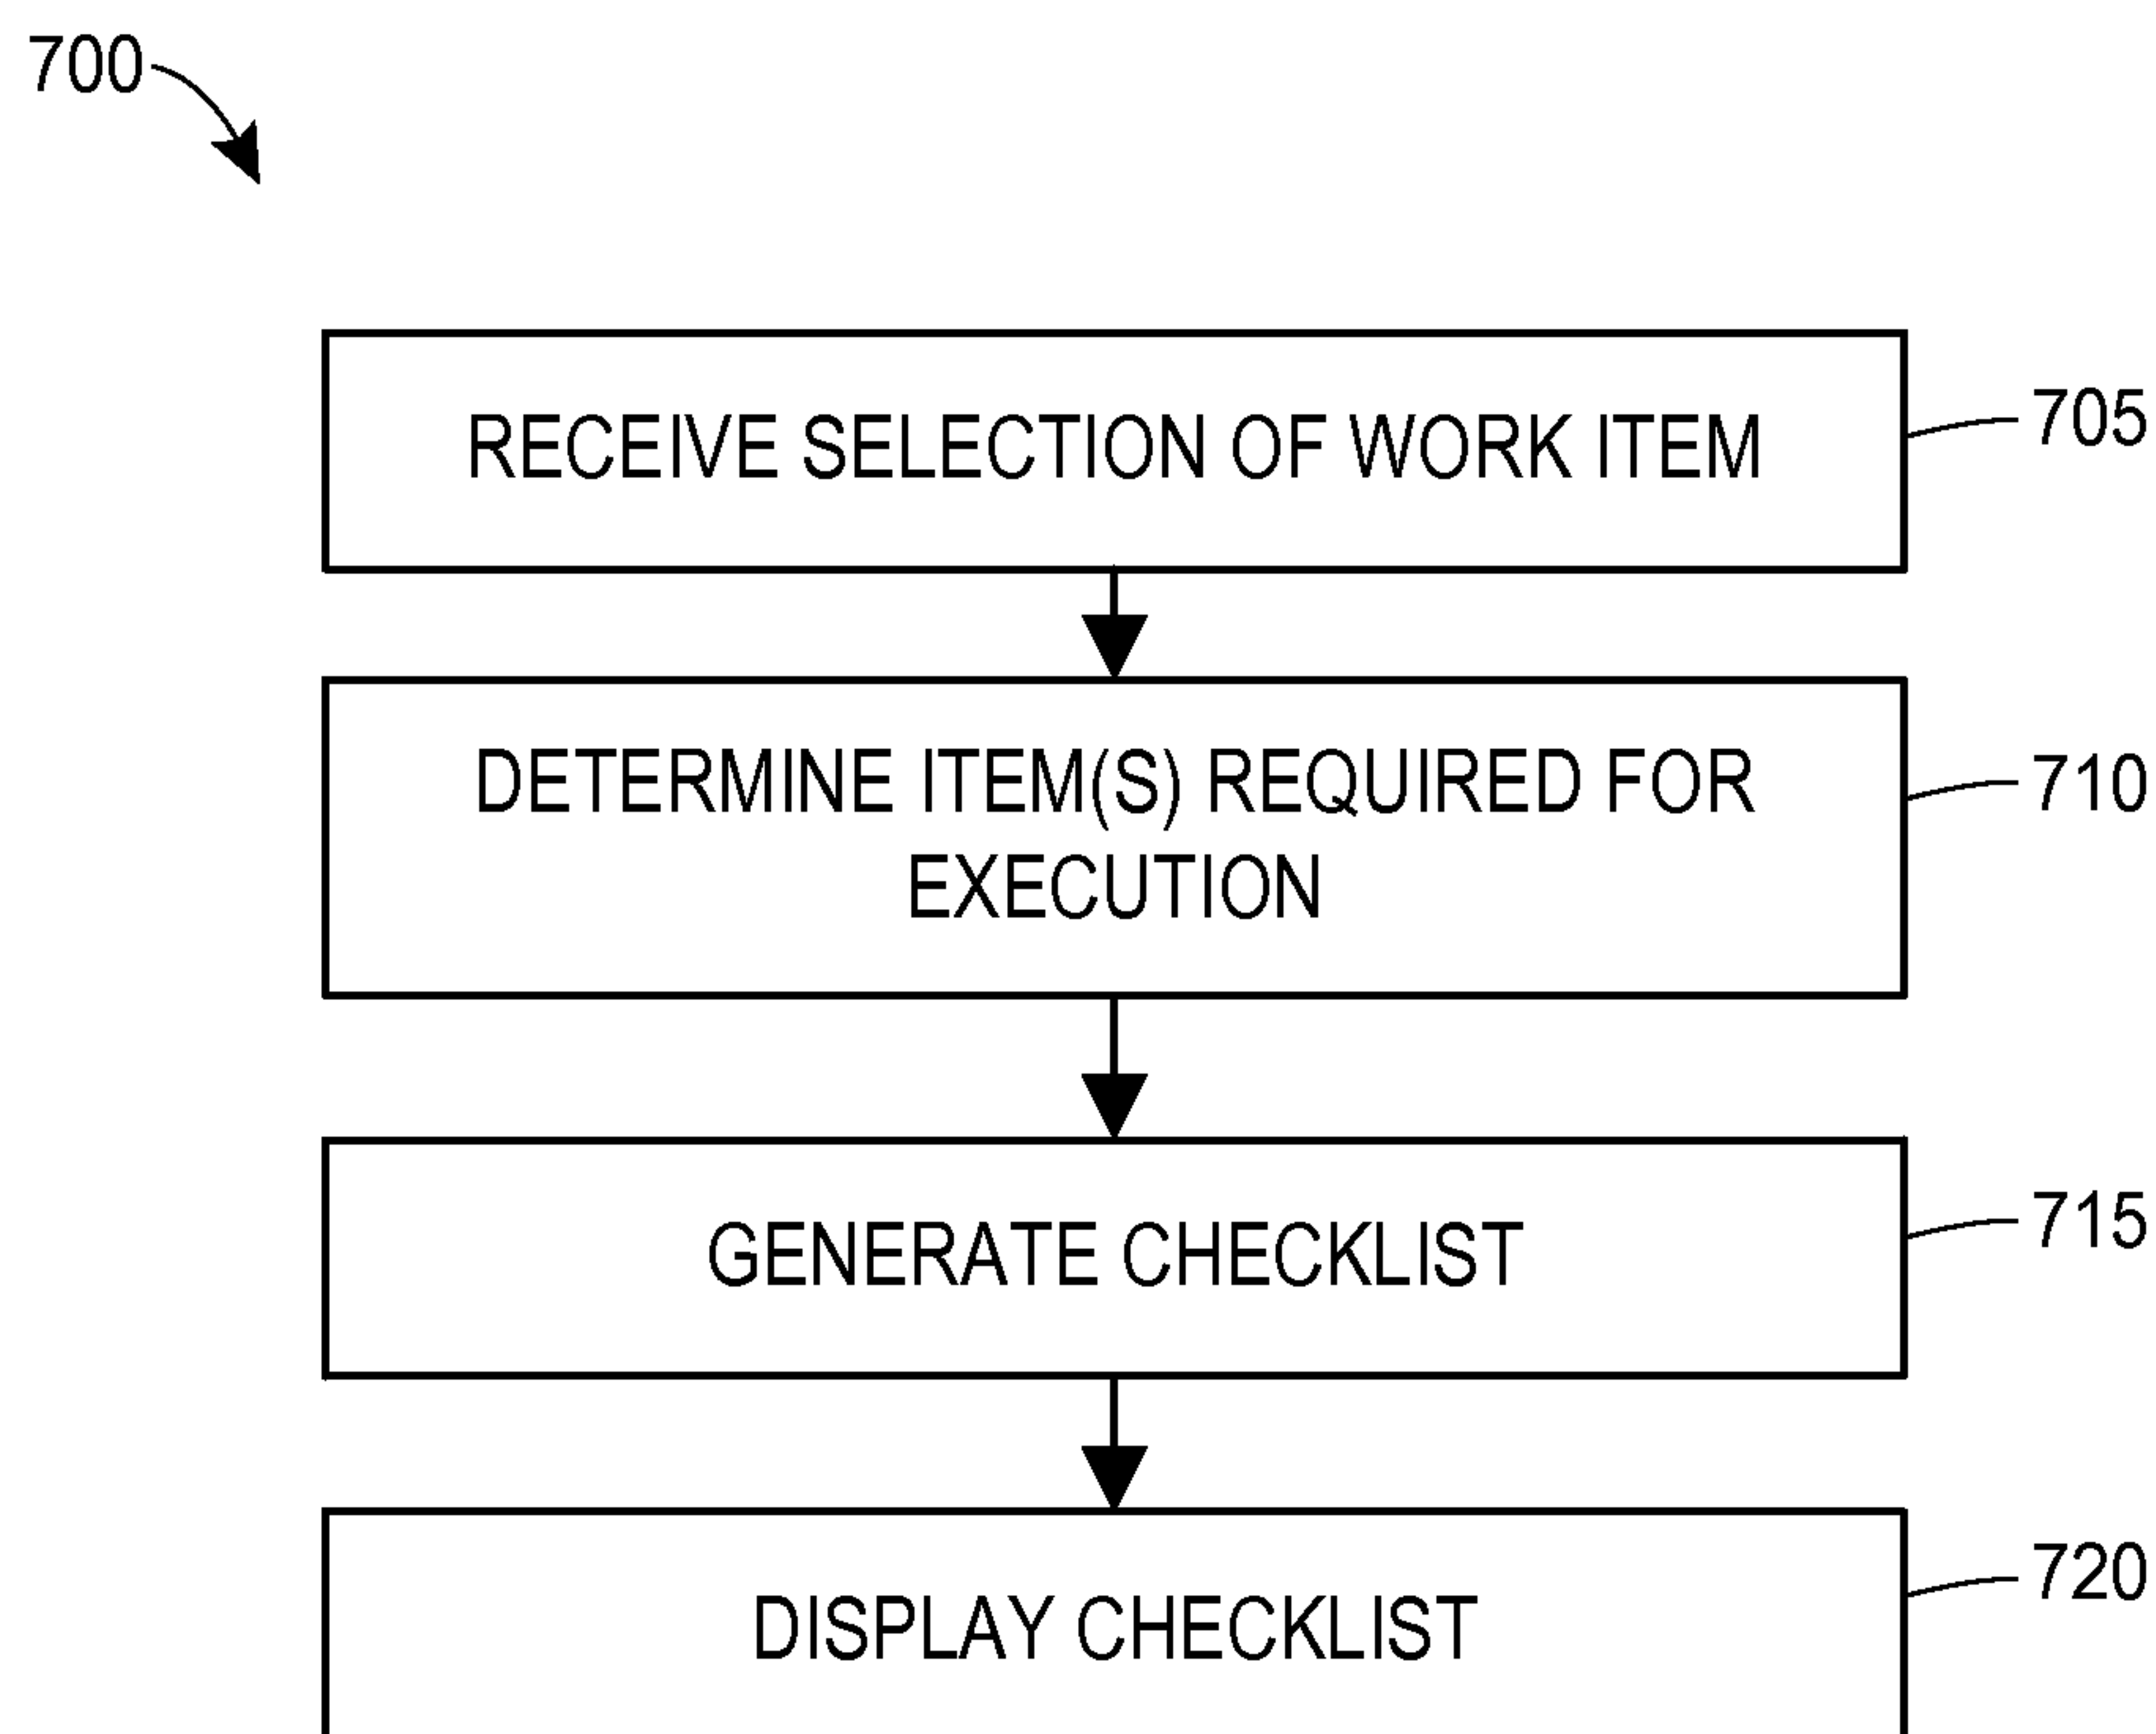 700
RECEIVE SELECTION OF WORK ITEM
705
DETERMINE ITEM(S) REQUIRED FOR
EXECUTION
710
GENERATE CHECKLIST
715
DISPLAY CHECKLIST
720